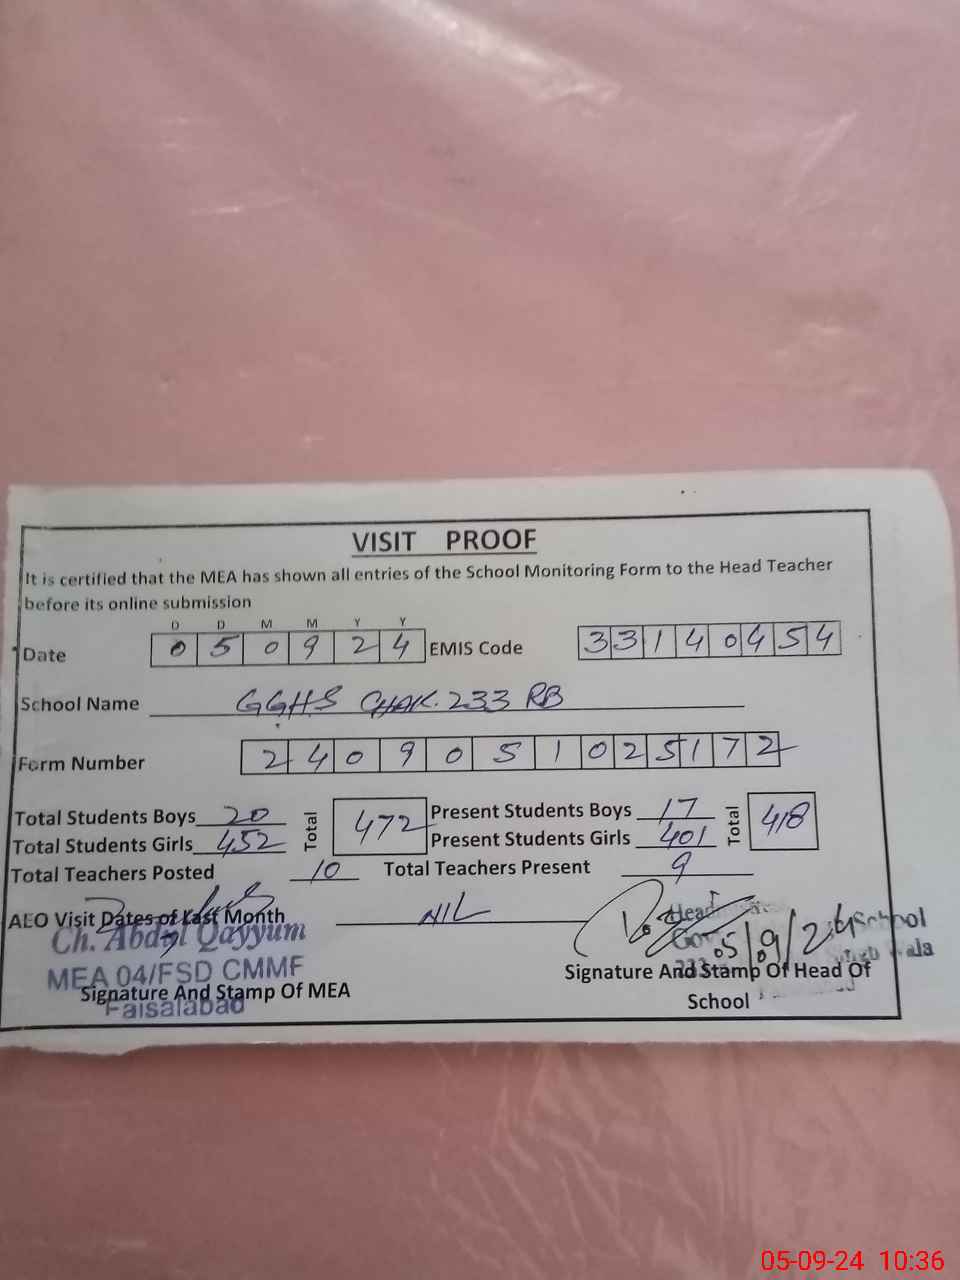 VISIT PROOF
It is certified that the MEA has shown all entries of the School Monitoring Form to the Head Teacher
before its online submission
D D M M Y Y
Date 0 5 0 9 2 4 EMIS Code 3 3 1 4 0 4 5 4
School Name GGHS CHAK. 233 RB
Form Number 2 4 0 9 0 5 1 0 2 5 1 7 2
Total Students Boys 20 Total 472 Present Students Boys 17 Total 418
Total Students Girls 452 Present Students Girls 401
Total Teachers Posted 10 Total Teachers Present 9
AEO Visit Dates of Last Month NIL
Ch. Abdul Qayyum
MEA 04/FSD CMMF
Faisalabad
Signature And Stamp Of MEA
School
05/09/24
Signature And Stamp Of Head Of
School
05-09-24 10:36